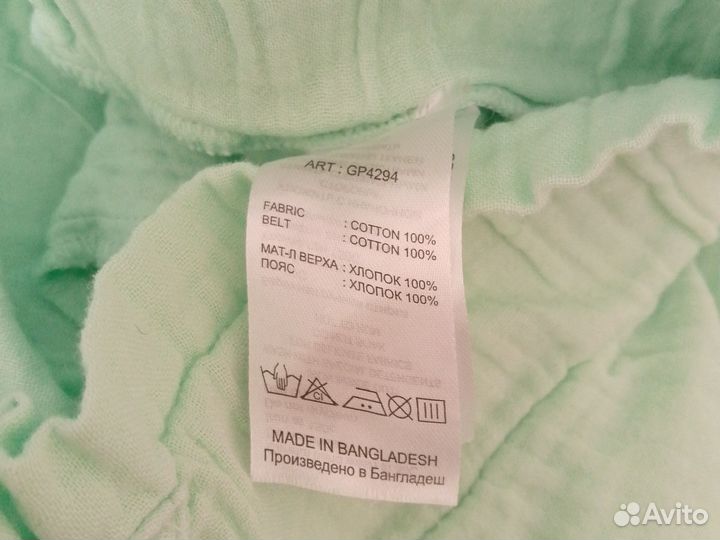 ART : GP4294
FABRIC : COTTON 100%
BELT : COTTON 100%
МАТ-Л ВЕРХА : ХЛОПОК 100%
ПОЯС : ХЛОПОК 100%
CL
MADE IN BANGLADESH
Произведено в Бангладеш
Avito